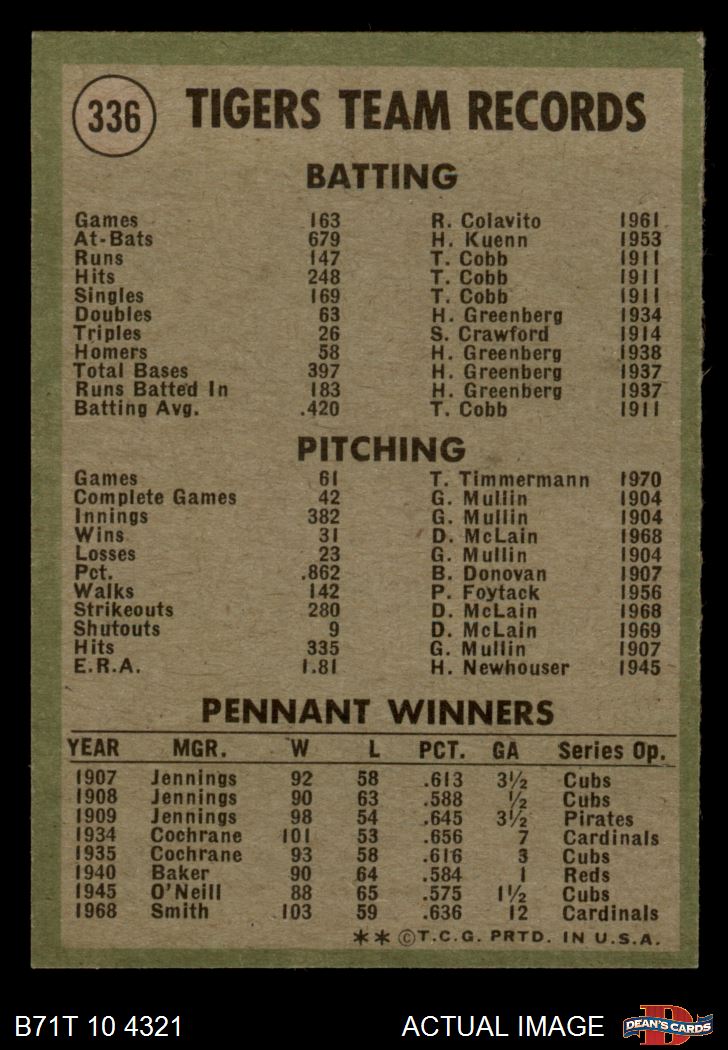 336 TIGERS TEAM RECORDS
BATTING
Games 163 R. Colavito 1961
At-Bats 679 H. Kuenn 1953
Runs 147 T. Cobb 1911
Hits 248 T. Cobb 1911
Singles 169 T. Cobb 1911
Doubles 63 H. Greenberg 1934
Triples 26 S. Crawford 1914
Homers 58 H. Greenberg 1938
Total Bases 397 H. Greenberg 1937
Runs Batted In 183 H. Greenberg 1937
Batting Avg. .420 T. Cobb 1911
PITCHING
Games 61 T. Timmermann 1970
Complete Games 42 G. Mullin 1904
Innings 382 G. Mullin 1904
Wins 31 D. McLain 1968
Losses 23 G. Mullin 1904
Pct. .862 B. Donovan 1907
Walks 142 P. Foytack 1956
Strikeouts 280 D. McLain 1968
Shutouts 9 D. McLain 1969
Hits 335 G. Mullin 1907
E.R.A. 1.81 H. Newhouser 1945
PENNANT WINNERS
YEAR MGR. W L PCT. GA Series Op.
1907 Jennings 92 58 .613 3½ Cubs
1908 Jennings 90 63 .588 ½ Cubs
1909 Jennings 98 54 .645 3½ Pirates
1934 Cochrane 101 53 .656 7 Cardinals
1935 Cochrane 93 58 .616 3 Cubs
1940 Baker 90 64 .584 1 Reds
1945 O'Neill 88 65 .575 1½ Cubs
1968 Smith 103 59 .636 12 Cardinals
** ©T.C.G. PRTD. IN U.S.A.
B71T 10 4321 ACTUAL IMAGE D DEAN'S CARDS